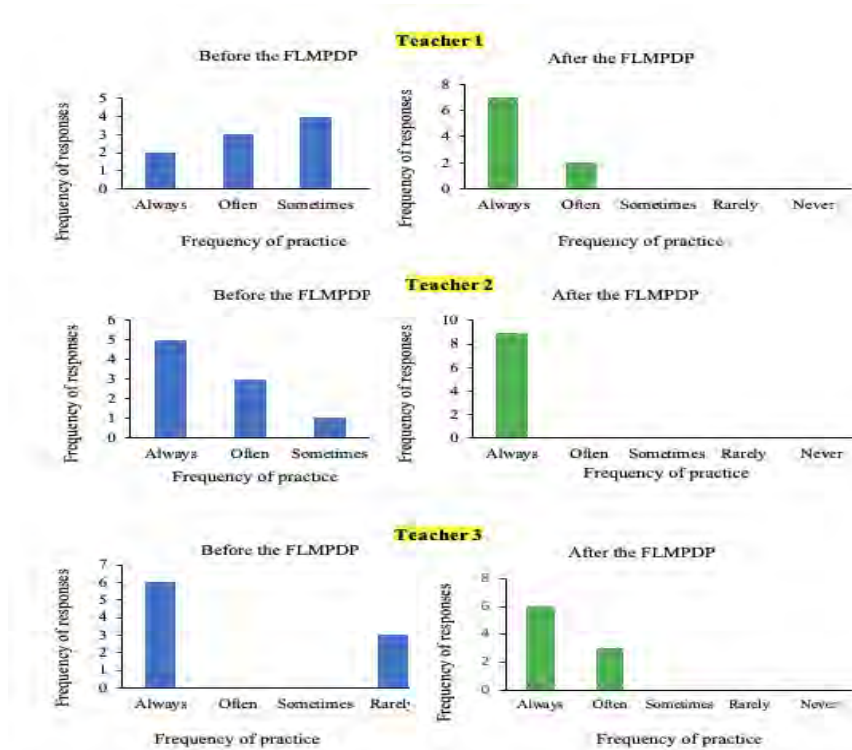 Teacher 1
Before the FLMPDP
Frequency of responses
5
4
3
2
1
0
Always Often Sometimes
Frequency of practice
After the FLMPDP
Frequency of responses
8
6
4
2
0
Always Often Sometimes Rarely Never
Frequency of practice
Teacher 2
Before the FLMPDP
Frequency of responses
6
5
4
3
2
1
0
Always Often Sometimes
Frequency of practice
After the FLMPDP
Frequency of responses
10
8
6
4
2
0
Always Often Sometimes Rarely Never
Frequency of practice
Teacher 3
Before the FLMPDP
Frequency of responses
7
6
5
4
3
2
1
0
Always Often Sometimes Rarely
Frequency of practice
After the FLMPDP
Frequency of responses
8
6
4
2
0
Always Often Sometimes Rarely Never
Frequency of practice